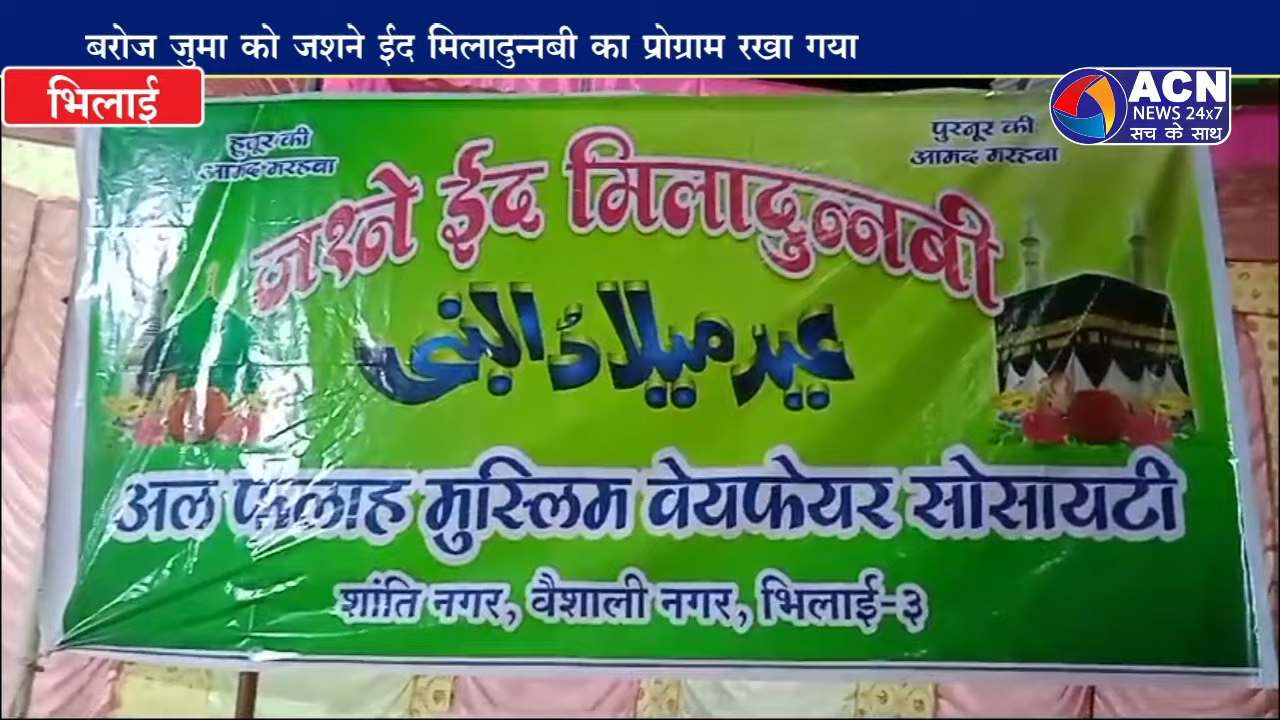 बरोज जुमा को जशने ईद मिलादुन्नबी का प्रोग्राम रखा गया
भिलाई
ACN
NEWS 24x7
सच के साथ
हुजूर की
आमद मरहबा
पुरनूर की
आमद मरहबा
जश्ने ईद मिलादुन्नबी
عید میلاد النبی
अल फलाह मुस्लिम वेयफेयर सोसायटी
शांति नगर, वैशाली नगर, भिलाई-३